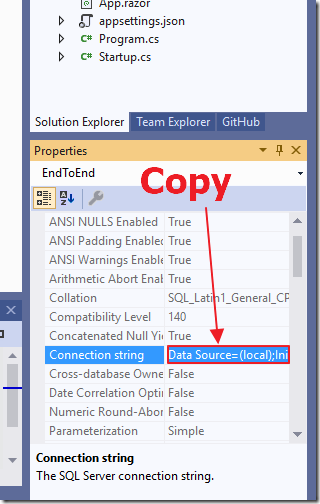 App.razor
appsettings.json
C# Program.cs
C# Startup.cs
Solution Explorer Team Explorer GitHub
Properties
EndToEnd
Copy
ANSI NULLS Enabled True
ANSI Padding Enabled True
ANSI Warnings Enable True
Arithmetic Abort Enab True
Collation SQL_Latin1_General_CP
Compatibility Level 140
Concatenated Null Yie True
Connection string Data Source=(local);Ini
Cross-database Owne False
Date Correlation Opti False
Numeric Round-Abor False
Parameterization Simple
Connection string
The SQL Server connection string.